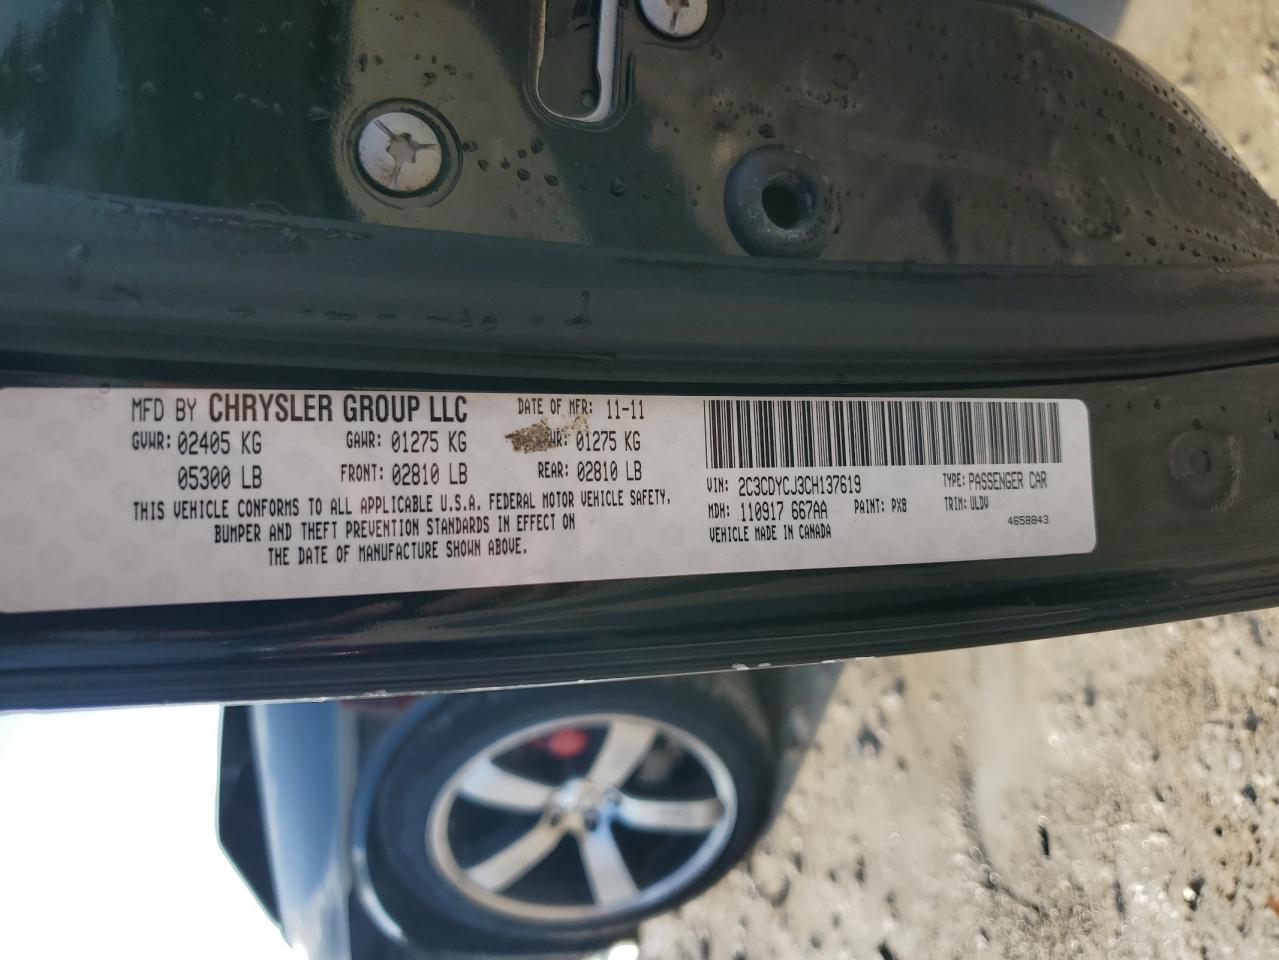 MFD BY CHRYSLER GROUP LLC DATE OF MFR: 11-11
GVWR: 02405 KG GAWR: 01275 KG WR: 01275 KG
05300 LB FRONT: 02810 LB REAR: 02810 LB
THIS VEHICLE CONFORMS TO ALL APPLICABLE U.S.A. FEDERAL MOTOR VEHICLE SAFETY,
BUMPER AND THEFT PREVENTION STANDARDS IN EFFECT ON
THE DATE OF MANUFACTURE SHOWN ABOVE.
VIN: 2C3CDYCJ3CH137619 TYPE: PASSENGER CAR
MDH: 110917 667AA PAINT: PX8 TRIM: ULDV
VEHICLE MADE IN CANADA 4658843